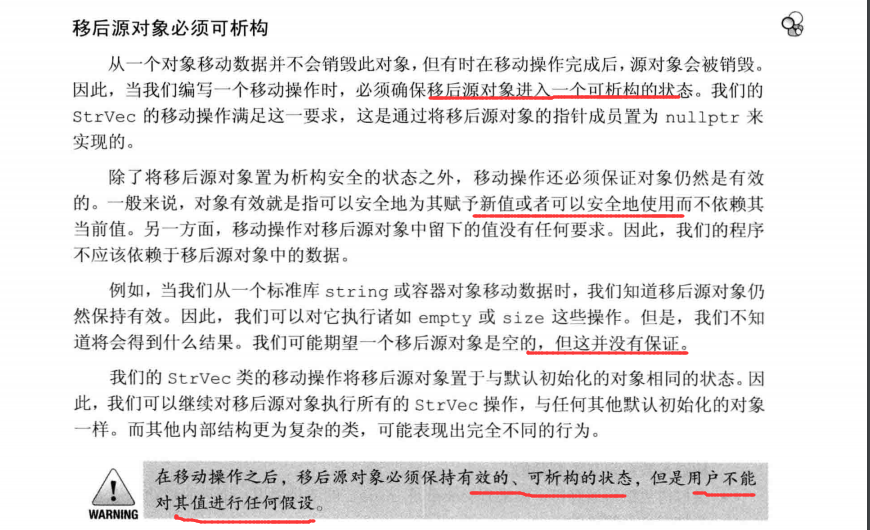 移后源对象必须可析构
从一个对象移动数据并不会销毁此对象，但有时在移动操作完成后，源对象会被销毁。
因此，当我们编写一个移动操作时，必须确保移后源对象进入一个可析构的状态。我们的
StrVec 的移动操作满足这一要求，这是通过将移后源对象的指针成员置为 nullptr 来
实现的。
除了将移后源对象置为析构安全的状态之外，移动操作还必须保证对象仍然是有效
的。一般来说，对象有效就是指可以安全地为其赋予新值或者可以安全地使用而不依赖其
当前值。另一方面，移动操作对移后源对象中留下的值没有任何要求。因此，我们的程序
不应该依赖于移后源对象中的数据。
例如，当我们从一个标准库 string 或容器对象移动数据时，我们知道移后源对象仍
然保持有效。因此，我们可以对它执行诸如 empty 或 size 这些操作。但是，我们不知
道将会得到什么结果。我们可能期望一个移后源对象是空的，但这并没有保证。
我们的 StrVec 类的移动操作将移后源对象置于与默认初始化的对象相同的状态。因
此，我们可以继续对移后源对象执行所有的 StrVec 操作，与任何其他默认初始化的对象
一样。而其他内部结构更为复杂的类，可能表现出完全不同的行为。
在移动操作之后，移后源对象必须保持有效的、可析构的状态，但是用户不能
对其值进行任何假设。
WARNING